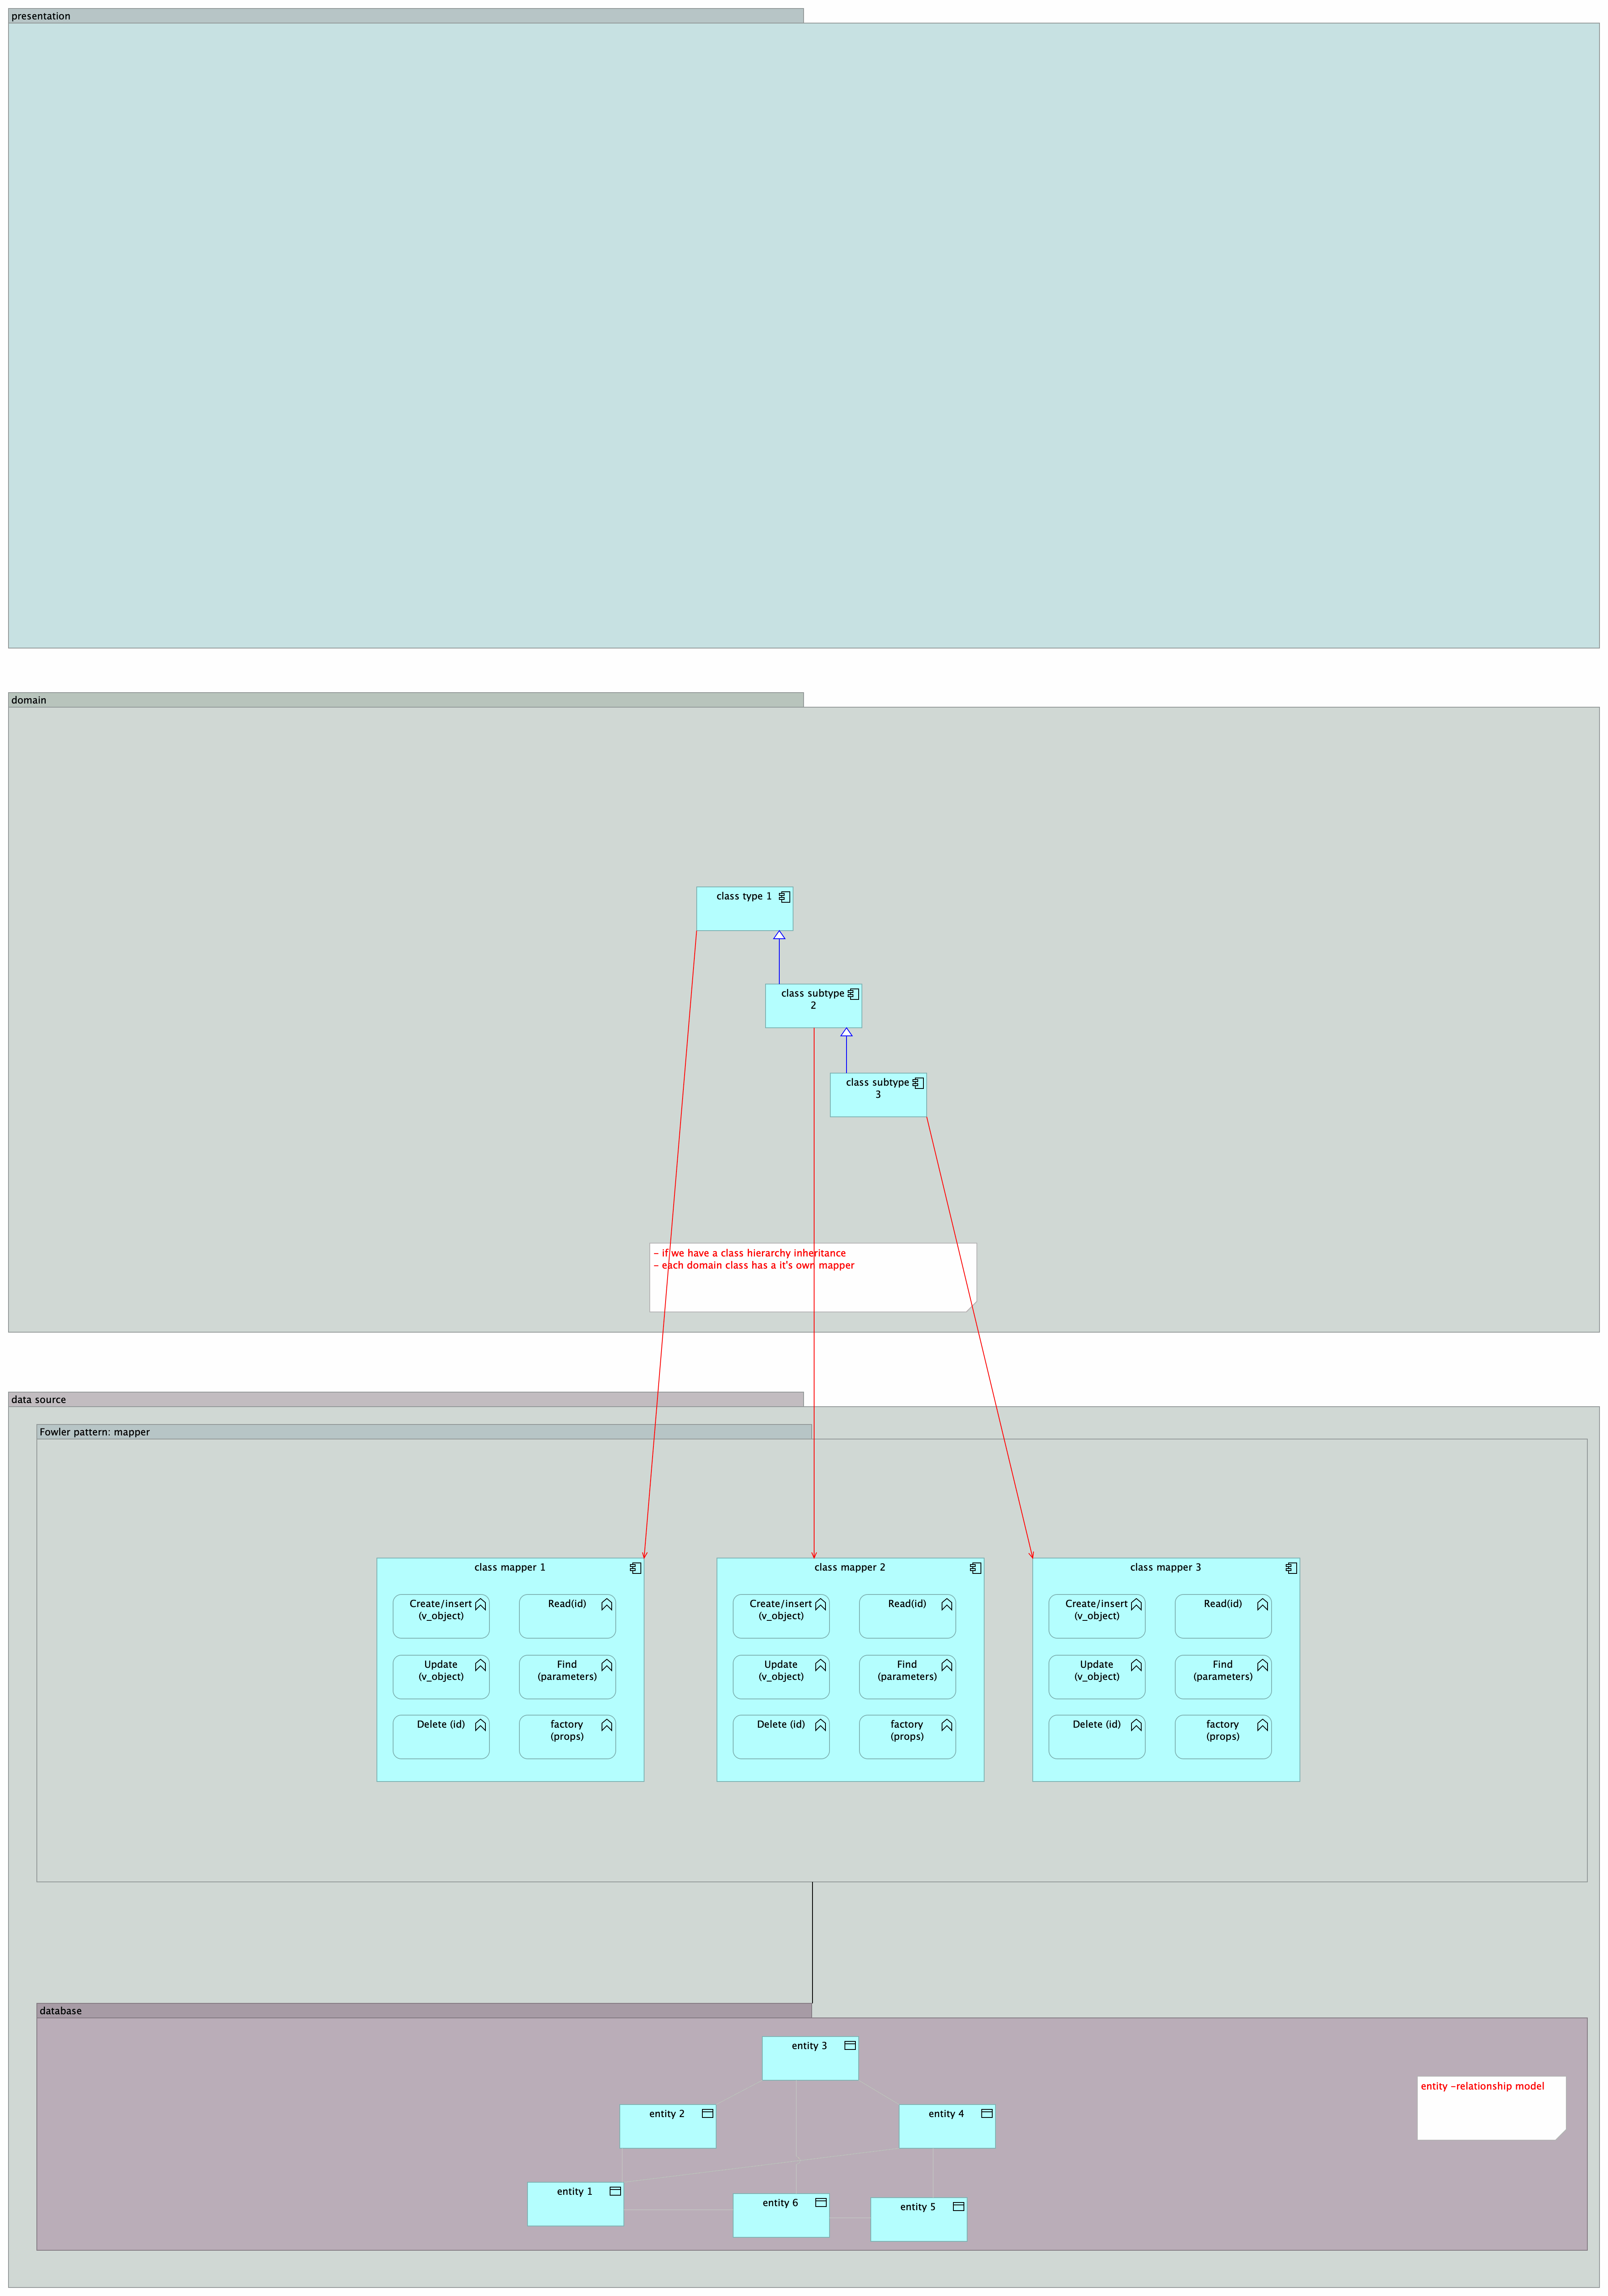 presentation
domain
class type 1
class subtype
2
class subtype
3
- if we have a class hierarchy inheritance
- each domain class has a it's own mapper
data source
Fowler pattern: mapper
class mapper 1
Create/insert
(v_object)
Read(id)
Update
(v_object)
Find
(parameters)
Delete (id)
factory
(props)
class mapper 2
Create/insert
(v_object)
Read(id)
Update
(v_object)
Find
(parameters)
Delete (id)
factory
(props)
class mapper 3
Create/insert
(v_object)
Read(id)
Update
(v_object)
Find
(parameters)
Delete (id)
factory
(props)
database
entity 3
entity -relationship model
entity 2
entity 4
entity 1
entity 6
entity 5